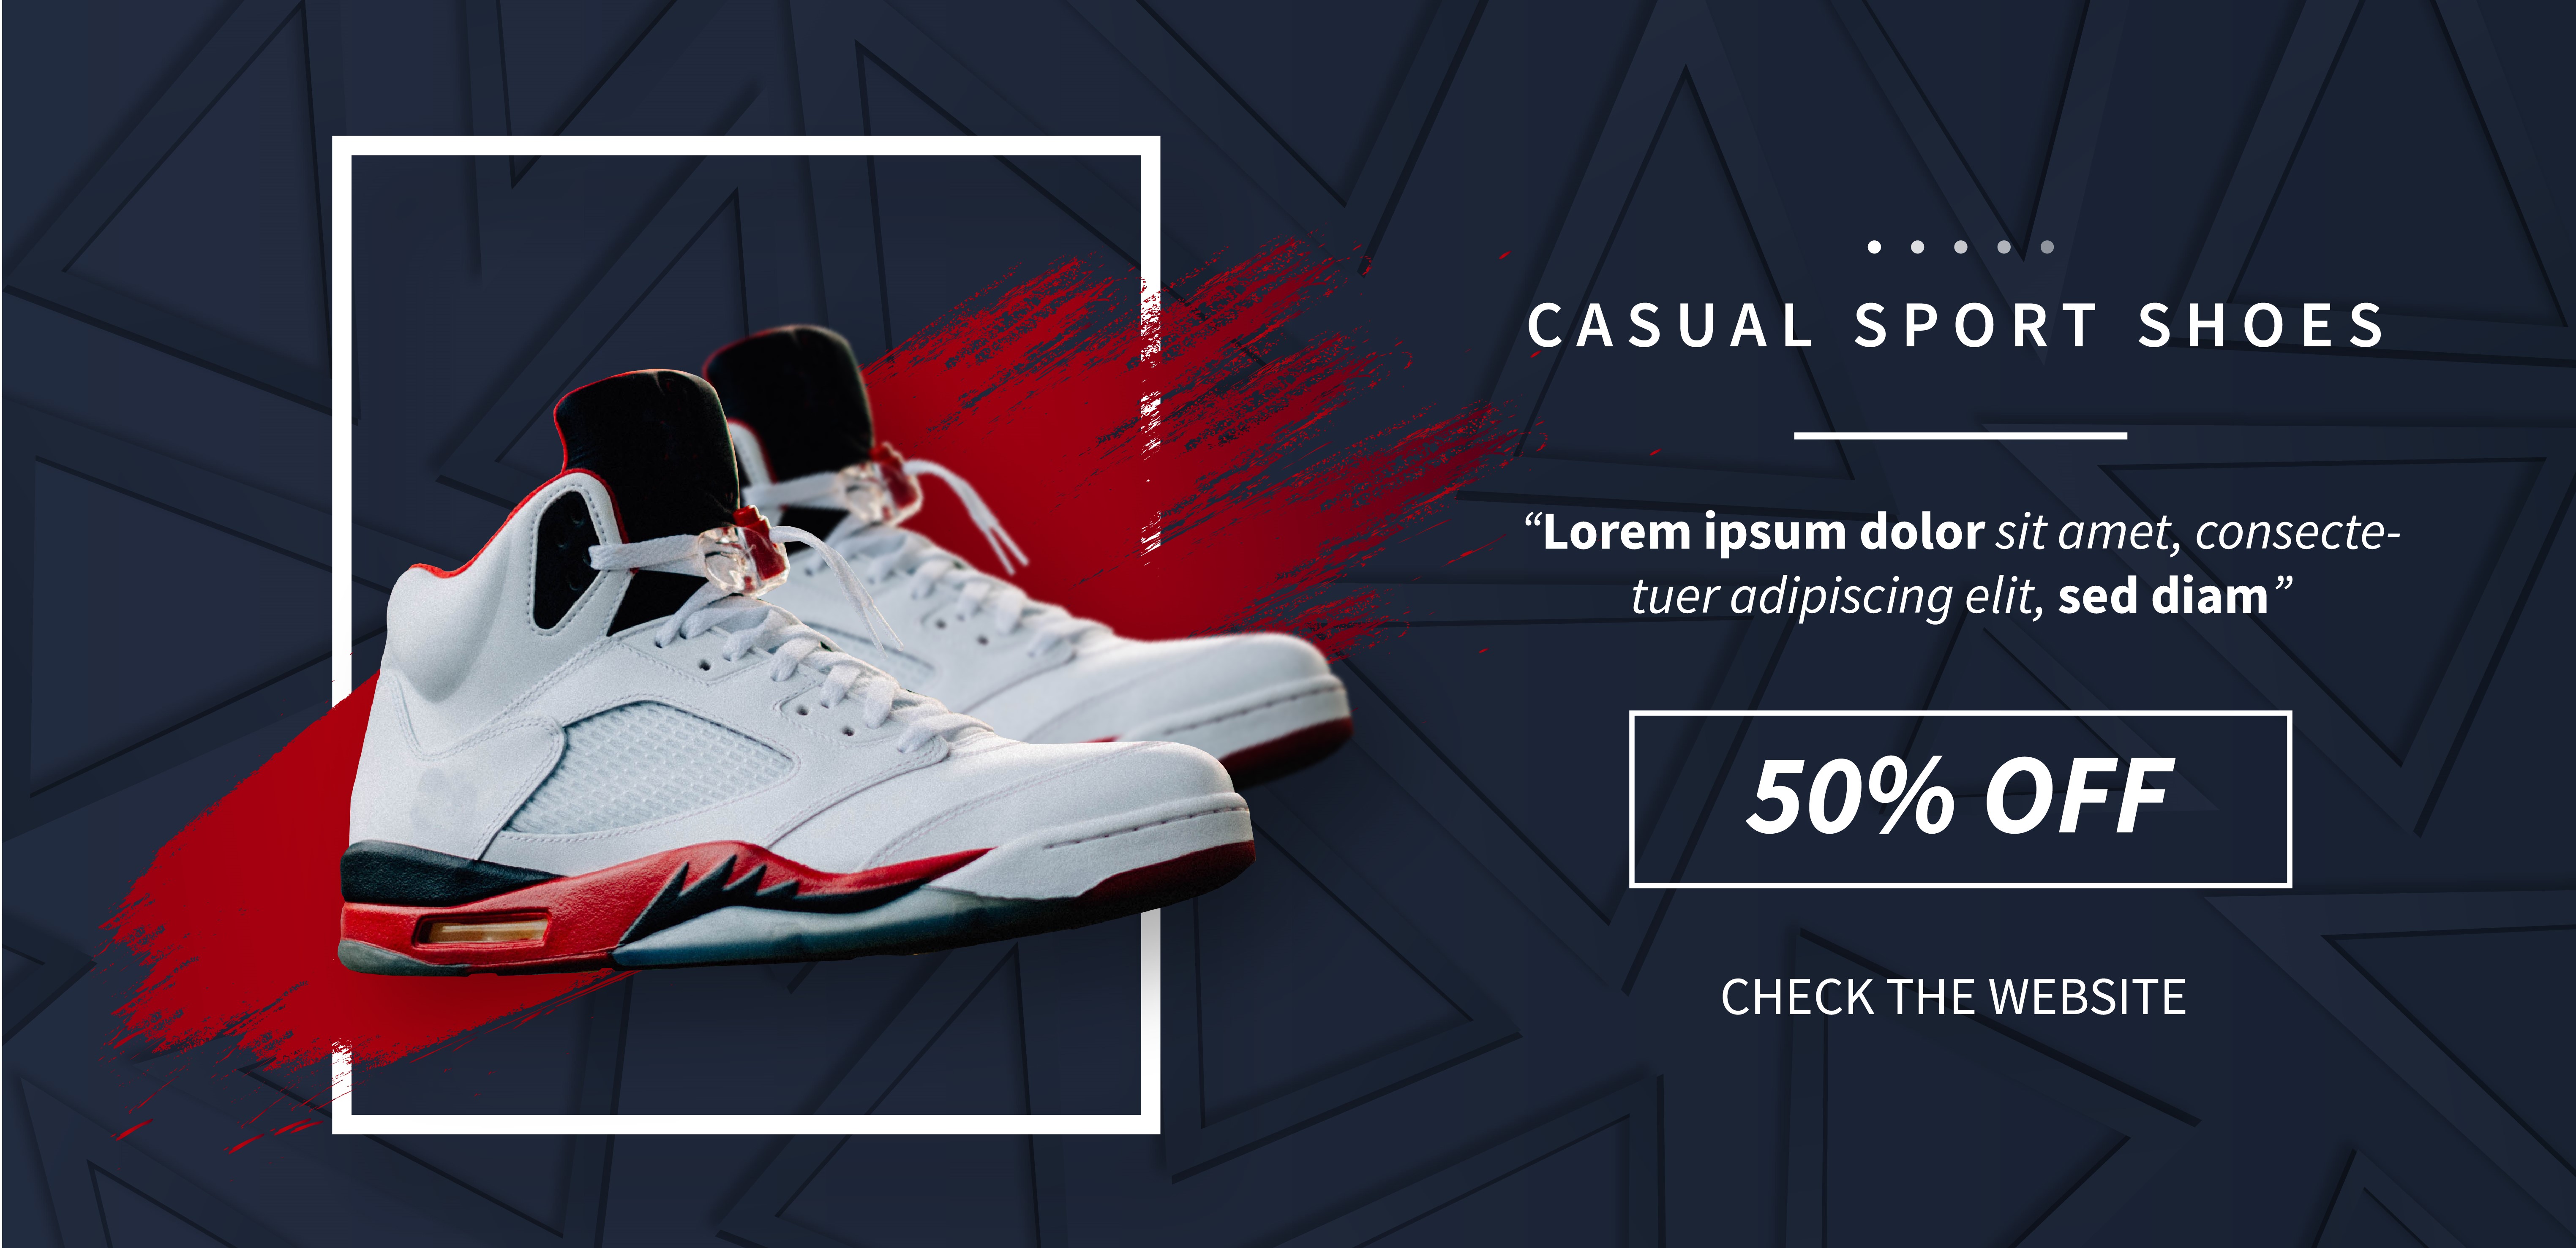 CASUAL SPORT SHOES
“Lorem ipsum dolor sit amet, consecte-
tuer adipiscing elit, sed diam”
50% OFF
CHECK THE WEBSITE